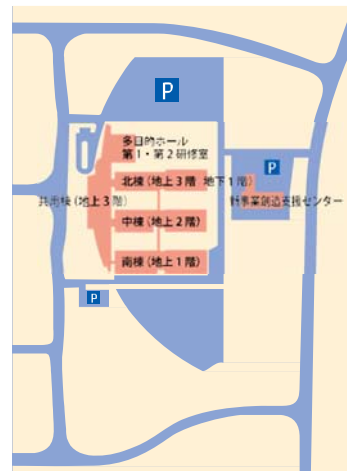 P
多目的ホール
第1・第2研修室
P
北棟(地上3階 地下1階)
共用棟(地上3階)
新事業創造支援センター
中棟(地上2階)
南棟(地上1階)
P